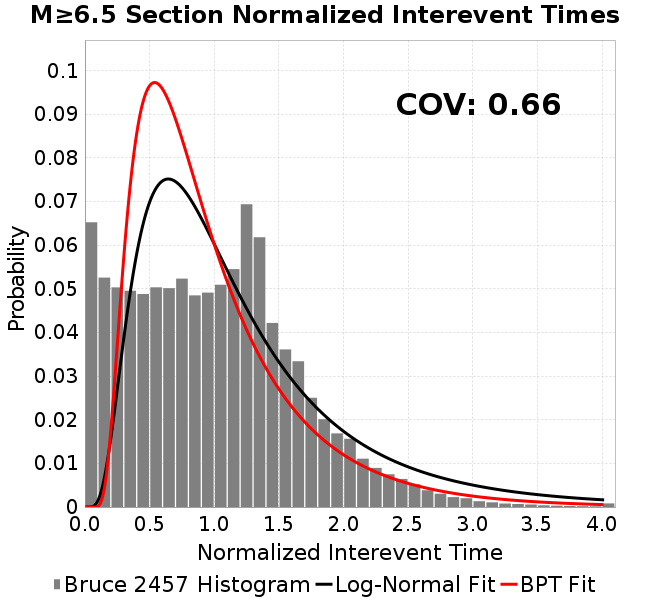 M≥6.5 Section Normalized Interevent Times
COV: 0.66
Probability
0.1
0.09
0.08
0.07
0.06
0.05
0.04
0.03
0.02
0.01
0
0.0 0.5 1.0 1.5 2.0 2.5 3.0 3.5 4.0
Normalized Interevent Time
Bruce 2457 Histogram Log-Normal Fit BPT Fit